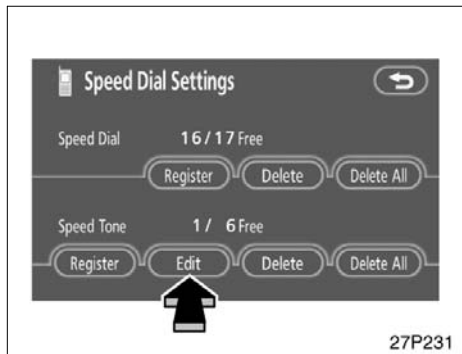 Speed Dial Settings
Speed Dial 16/17 Free
Register Delete Delete All
Speed Tone 1/ 6 Free
Register Edit Delete Delete All
27P231